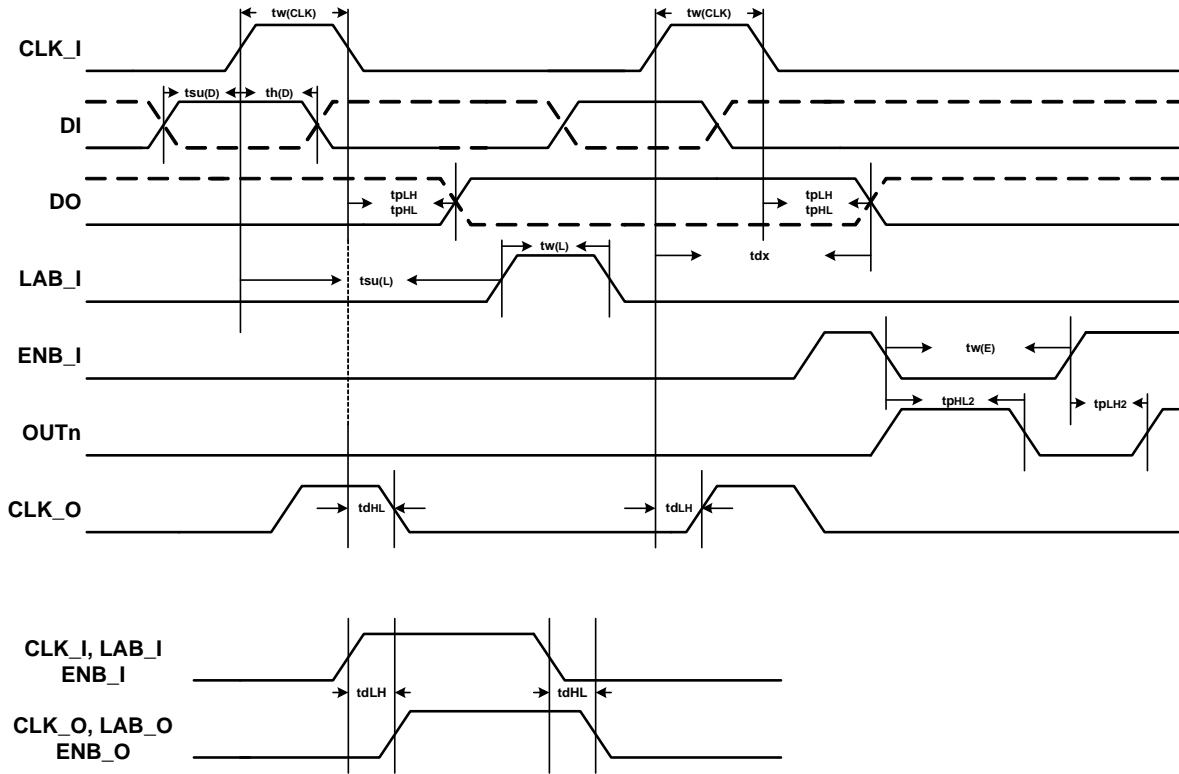 tw(CLK) tw(CLK)
CLK_I
tsu(D) th(D)
DI
tpLH tpLH
DO
tpHL tpHL
tw(L) tdx
LAB_I
tsu(L)
ENB_I
tw(E)
tpHL2 tpLH2
OUTn
CLK_O
tdHL tdLH
CLK_I, LAB_I
ENB_I
tdLH tdHL
CLK_O, LAB_O
ENB_O